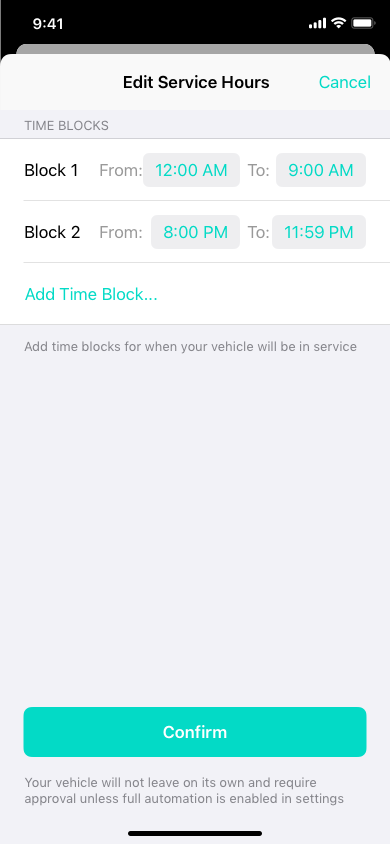 9:41
Edit Service Hours Cancel
TIME BLOCKS
Block 1 From: 12:00 AM To: 9:00 AM
Block 2 From: 8:00 PM To: 11:59 PM
Add Time Block...
Add time blocks for when your vehicle will be in service
Confirm
Your vehicle will not leave on its own and require
approval unless full automation is enabled in settings